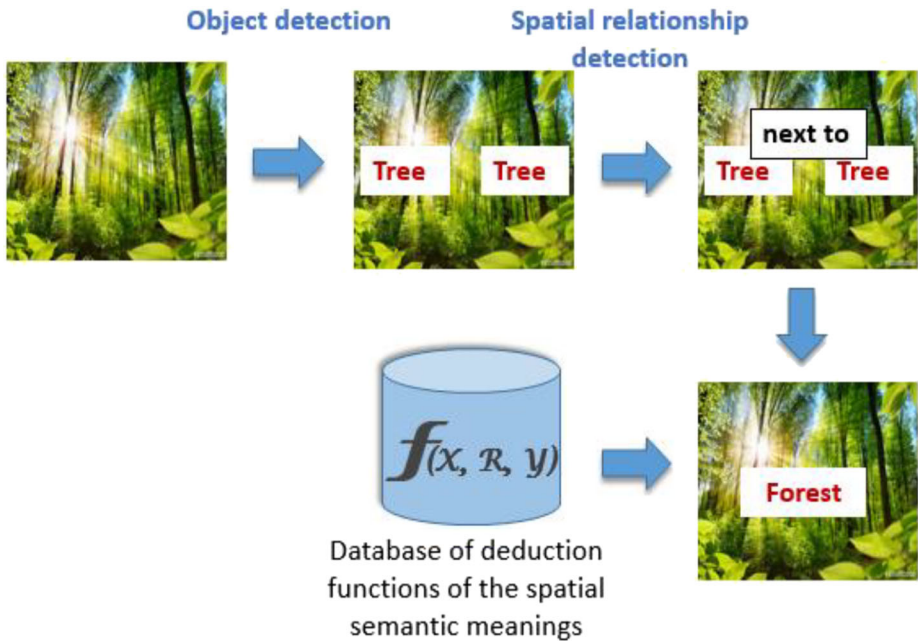 Object detection
Spatial relationship
detection
Tree
Tree
next to
Tree
Tree
f(X, R, Y)
Forest
Database of deduction
functions of the spatial
semantic meanings